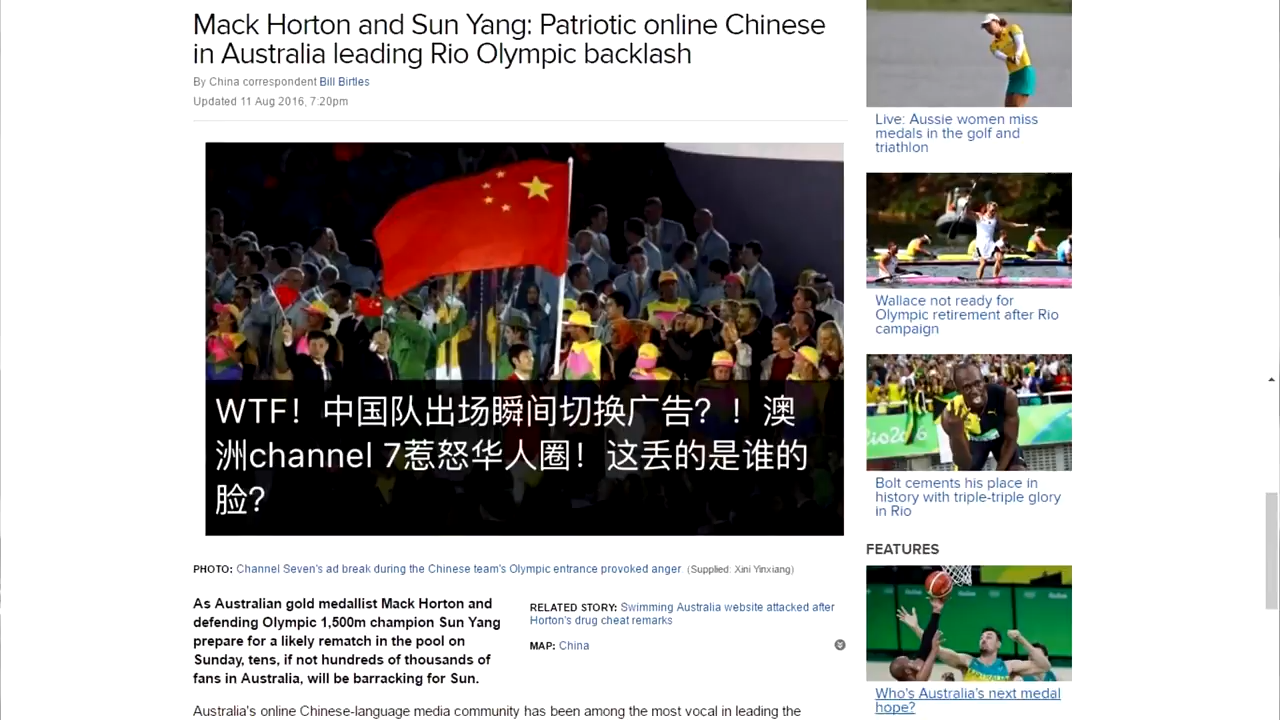 Mack Horton and Sun Yang: Patriotic online Chinese
in Australia leading Rio Olympic backlash
By China correspondent Bill Birtles
Updated 11 Aug 2016, 7:20pm
WTF！中国队出场瞬间切换广告？！澳
洲channel 7惹怒华人圈！这丢的是谁的
脸?
PHOTO: Channel Seven's ad break during the Chinese team's Olympic entrance provoked anger (Supplied: Xini Yinxiang)
As Australian gold medallist Mack Horton and
defending Olympic 1,500m champion Sun Yang
prepare for a likely rematch in the pool on
Sunday, tens, if not hundreds of thousands of
fans in Australia, will be barracking for Sun.
RELATED STORY: Swimming Australia website attacked after
Horton's drug cheat remarks
MAP: China
Australia's online Chinese-language media community has been among the most vocal in leading the
Live: Aussie women miss
medals in the golf and
triathlon
Wallace not ready for
Olympic retirement after Rio
campaign
Bolt cements his place in
history with triple-triple glory
in Rio
FEATURES
Who's Australia's next medal
hope?